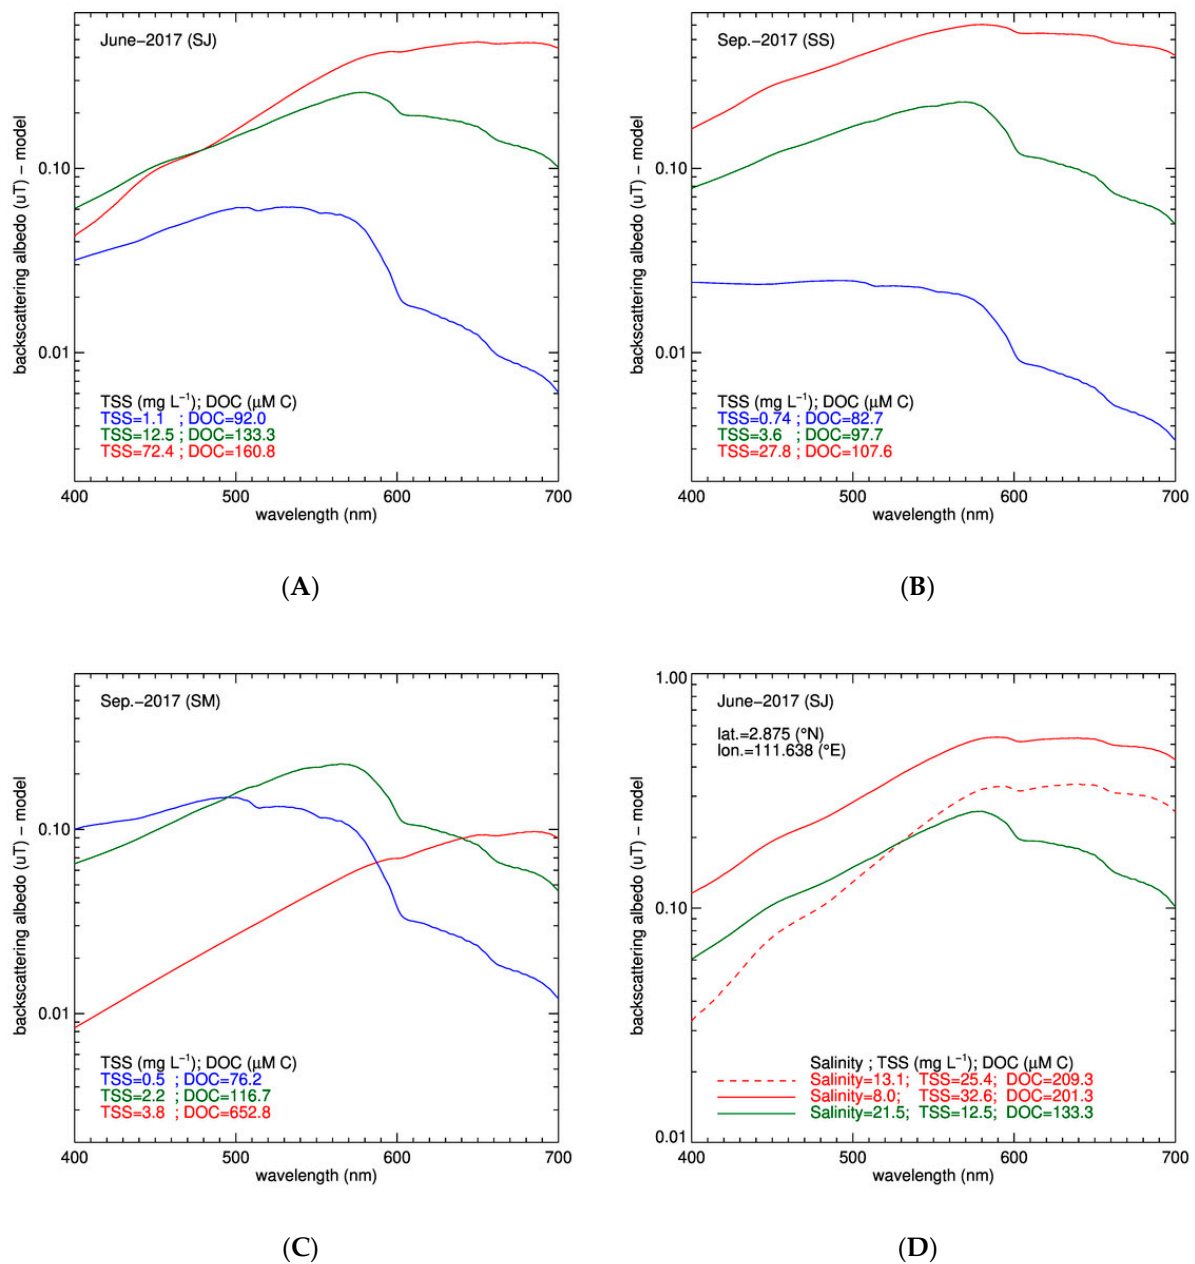 June−2017 (SJ)
backscattering albedo (uT) − model
0.10
0.01
TSS (mg L⁻¹); DOC (μM C)
TSS=1.1 ; DOC=92.0
TSS=12.5 ; DOC=133.3
TSS=72.4 ; DOC=160.8
400 500 600 700
wavelength (nm)
(A)
Sep.−2017 (SS)
backscattering albedo (uT) − model
0.10
0.01
TSS (mg L⁻¹); DOC (μM C)
TSS=0.74 ; DOC=82.7
TSS=3.6 ; DOC=97.7
TSS=27.8 ; DOC=107.6
400 500 600 700
wavelength (nm)
(B)
Sep.−2017 (SM)
backscattering albedo (uT) − model
0.10
0.01
TSS (mg L⁻¹); DOC (μM C)
TSS=0.5 ; DOC=76.2
TSS=2.2 ; DOC=116.7
TSS=3.8 ; DOC=652.8
400 500 600 700
wavelength (nm)
(C)
1.00
June−2017 (SJ)
lat.=2.875 (°N)
lon.=111.638 (°E)
backscattering albedo (uT) − model
0.10
Salinity ; TSS (mg L⁻¹); DOC (μM C)
Salinity=13.1; TSS=25.4; DOC=209.3
Salinity=8.0; TSS=32.6; DOC=201.3
Salinity=21.5; TSS=12.5; DOC=133.3
0.01
400 500 600 700
wavelength (nm)
(D)